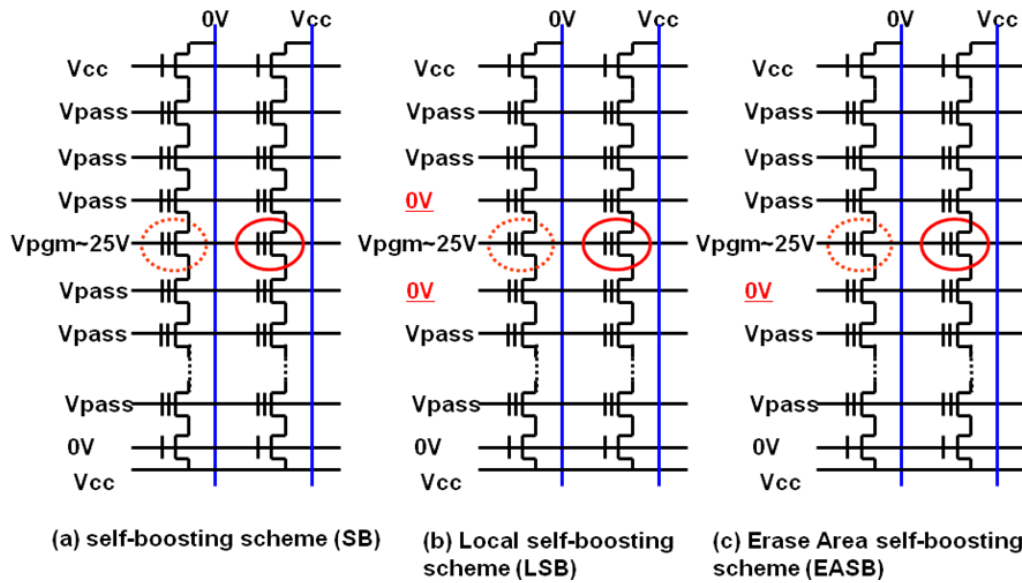 0V Vcc
Vcc
Vpass
Vpass
Vpass
Vpgm~25V
Vpass
Vpass
Vpass
0V
Vcc
(a) self-boosting scheme (SB)
0V Vcc
Vcc
Vpass
Vpass
0V
Vpgm~25V
0V
Vpass
Vpass
0V
Vcc
(b) Local self-boosting
scheme (LSB)
0V Vcc
Vcc
Vpass
Vpass
Vpass
Vpgm~25V
0V
Vpass
Vpass
0V
Vcc
(c) Erase Area self-boosting
scheme (EASB)